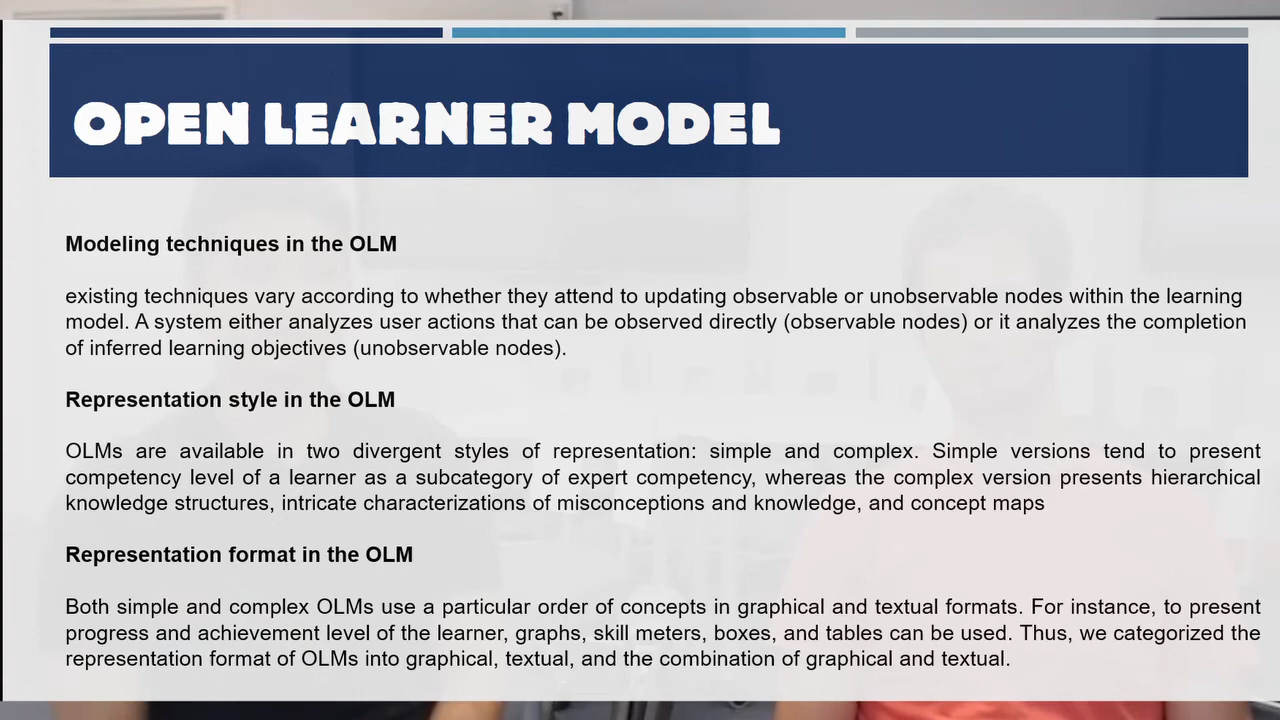 OPEN LEARNER MODEL
Modeling techniques in the OLM
existing techniques vary according to whether they attend to updating observable or unobservable nodes within the learning
model. A system either analyzes user actions that can be observed directly (observable nodes) or it analyzes the completion
of inferred learning objectives (unobservable nodes).
Representation style in the OLM
OLMs are available in two divergent styles of representation: simple and complex. Simple versions tend to present
competency level of a learner as a subcategory of expert competency, whereas the complex version presents hierarchical
knowledge structures, intricate characterizations of misconceptions and knowledge, and concept maps
Representation format in the OLM
Both simple and complex OLMs use a particular order of concepts in graphical and textual formats. For instance, to present
progress and achievement level of the learner, graphs, skill meters, boxes, and tables can be used. Thus, we categorized the
representation format of OLMs into graphical, textual, and the combination of graphical and textual.